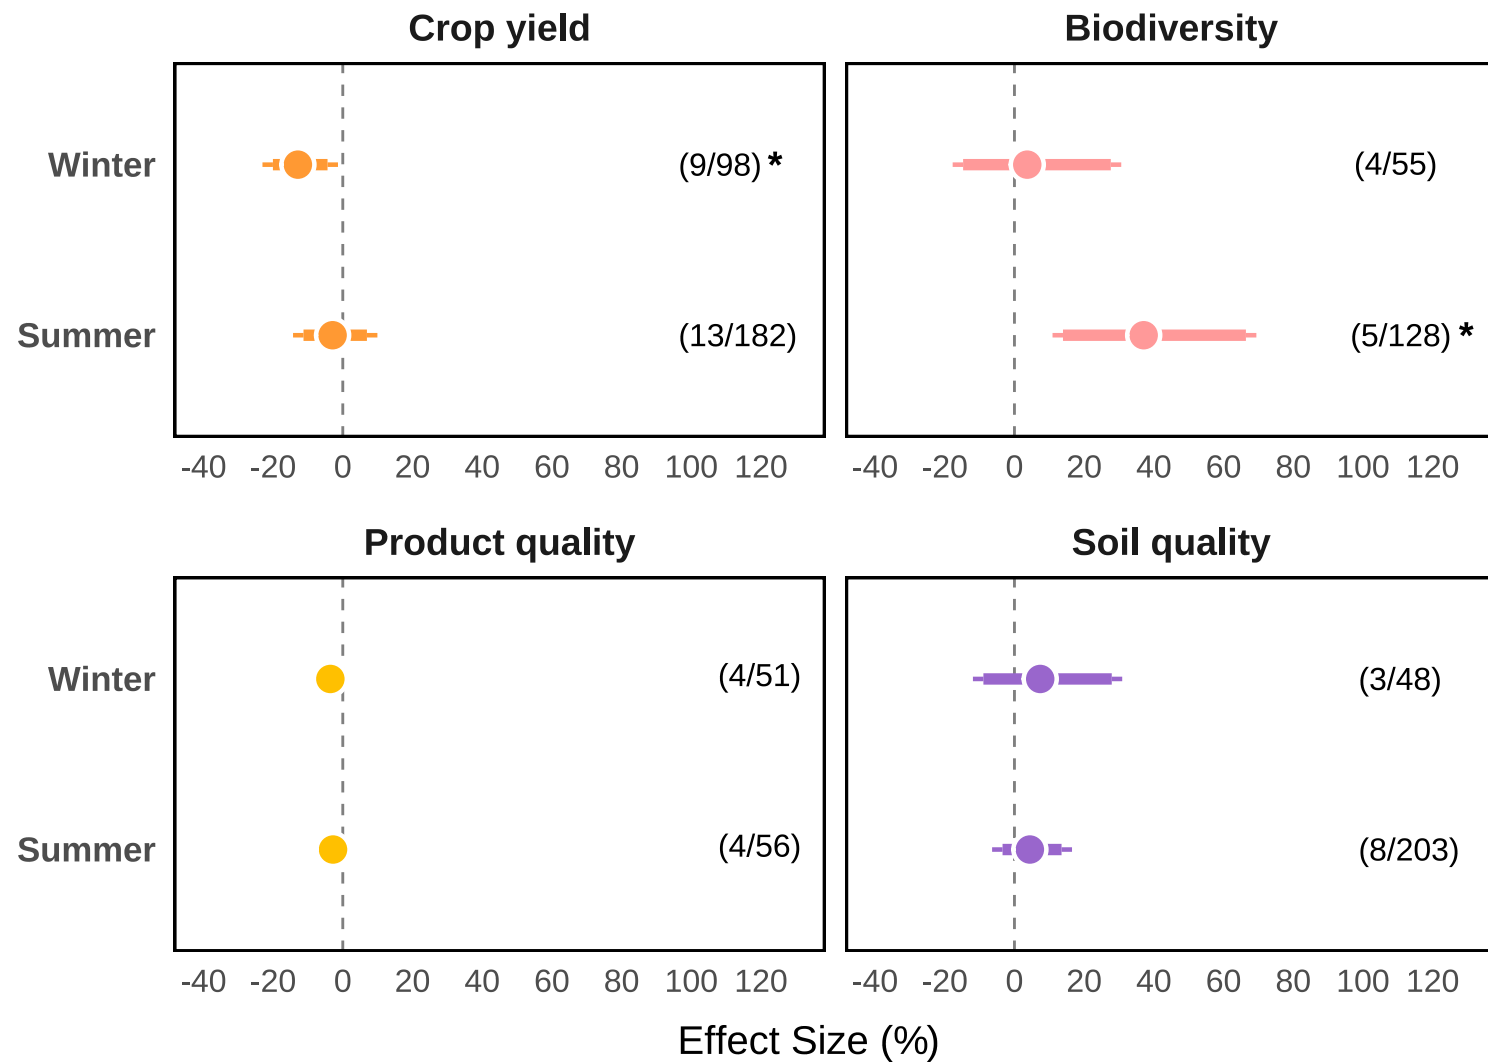 Crop yield
Biodiversity
Winter
(9/98) *
(4/55)
Summer
(13/182)
(5/128) *
-40 -20 0 20 40 60 80 100 120
-40 -20 0 20 40 60 80 100 120
Product quality
Soil quality
Winter
(4/51)
(3/48)
Summer
(4/56)
(8/203)
-40 -20 0 20 40 60 80 100 120
-40 -20 0 20 40 60 80 100 120
Effect Size (%)